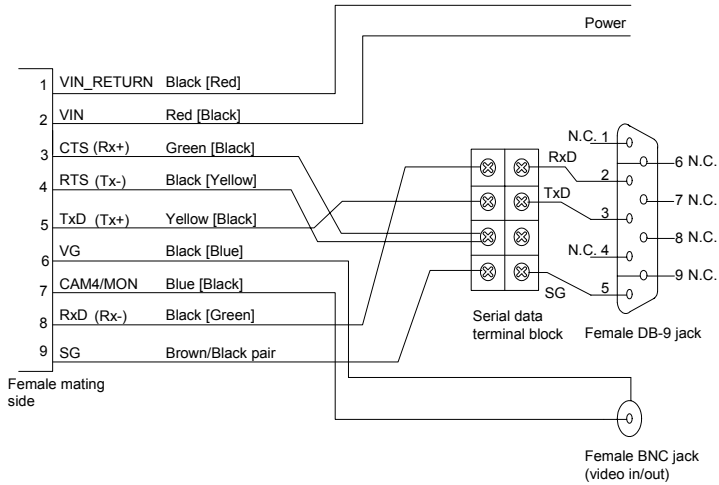 Power
1 VIN_RETURN Black [Red]
2 VIN Red [Black]
3 CTS (Rx+) Green [Black]
4 RTS (Tx-) Black [Yellow]
5 TxD (Tx+) Yellow [Black]
6 VG Black [Blue]
7 CAM4/MON Blue [Black]
8 RxD (Rx-) Black [Green]
9 SG Brown/Black pair
Female mating
side
RxD
TxD
SG
Serial data
terminal block
N.C. 1
2
3
N.C. 4
5
6 N.C.
7 N.C.
8 N.C.
9 N.C.
Female DB-9 jack
Female BNC jack
(video in/out)